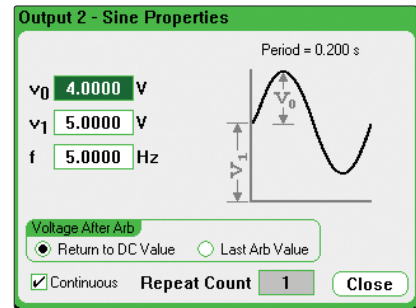 Output 2 - Sine Properties
Period = 0.200 s
v0 4.0000 V
v1 5.0000 V
f 5.0000 Hz
V0
V1
Voltage After Arb
Return to DC Value Last Arb Value
Continuous Repeat Count 1 Close